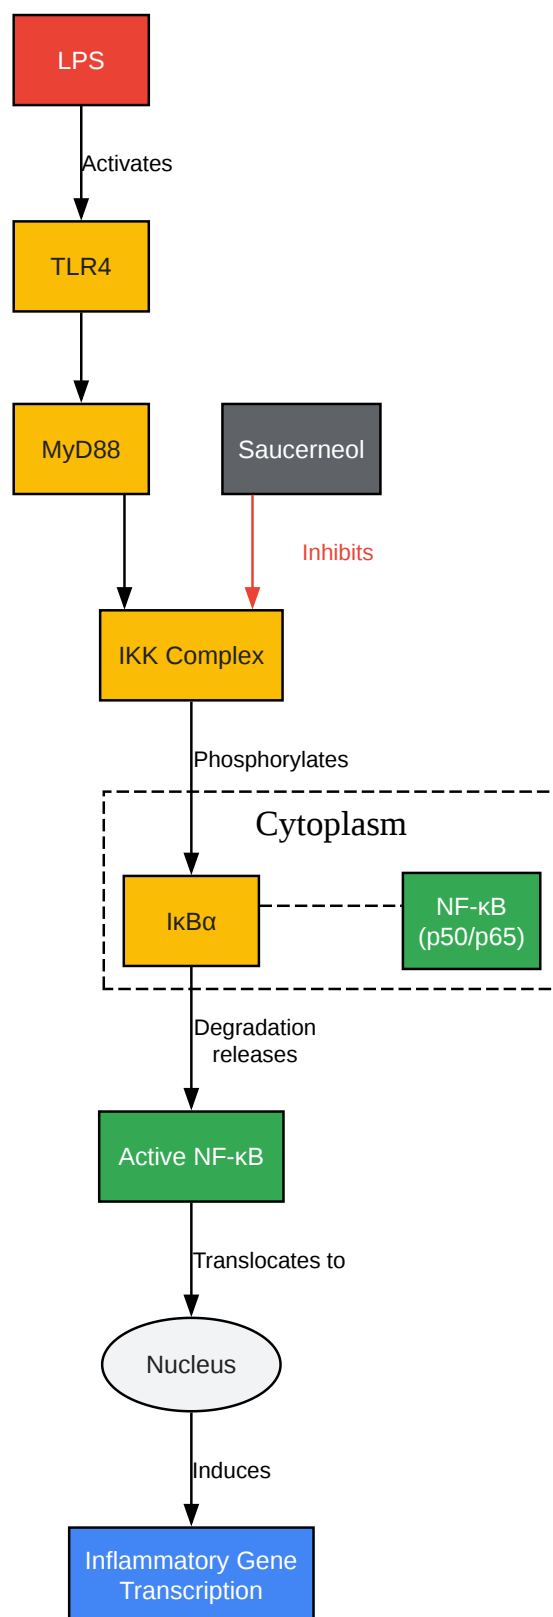 LPS
Activates
TLR4
MyD88
Saucerneol
Inhibits
IKK Complex
Phosphorylates
Cytoplasm
IκBα
NF-κB
(p50/p65)
Degradation
releases
Active NF-κB
Translocates to
Nucleus
Induces
Inflammatory Gene
Transcription